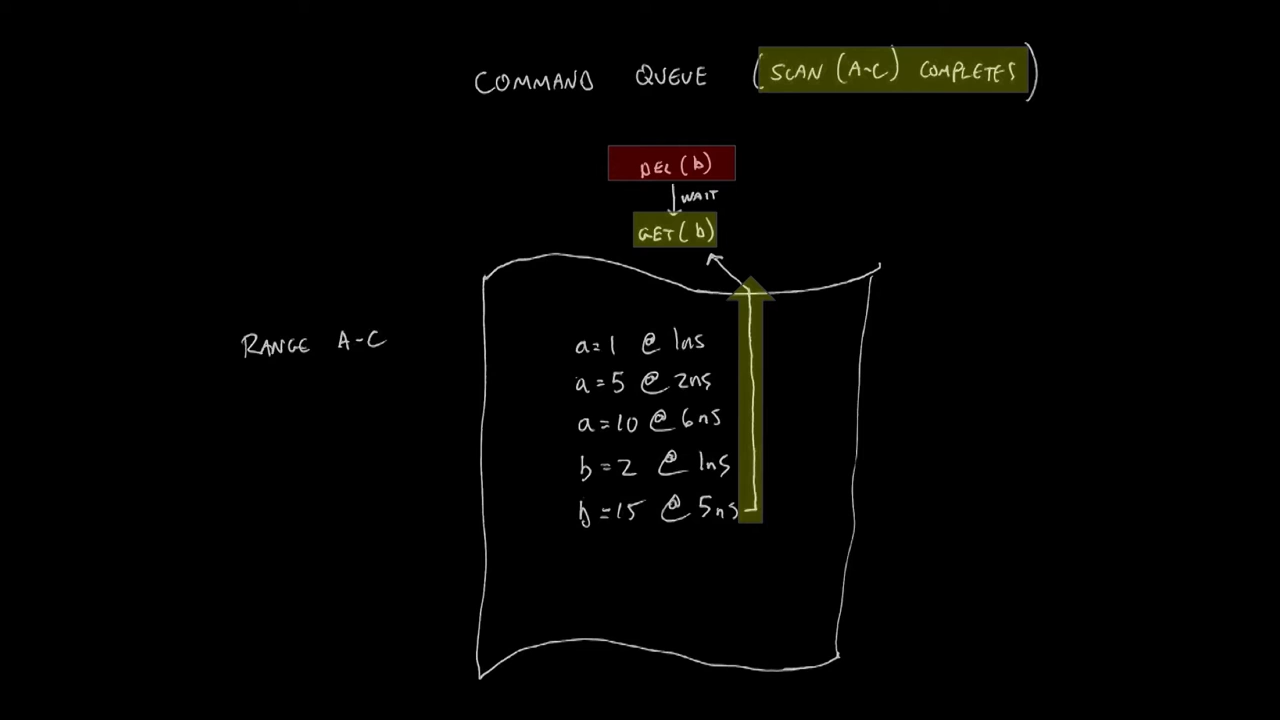 COMMAND QUEUE (SCAN (A-C) COMPLETES)
DEL(b)
WAIT
GET(b)
RANGE A-C
a=1 @ 1ns
a=5 @ 2ns
a=10 @ 6ns
b=2 @ 1ns
b=15 @ 5ns